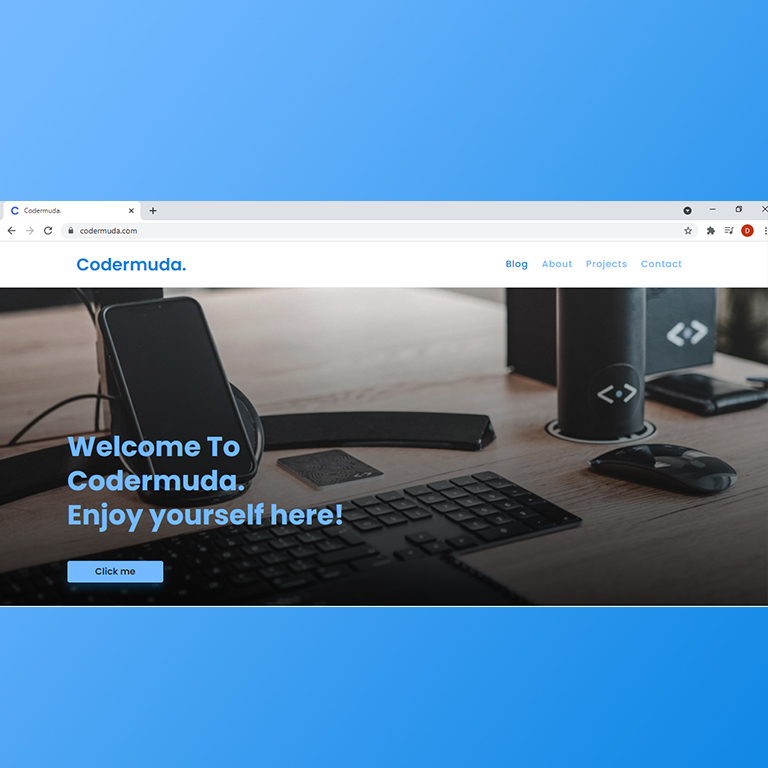 Codermuda.
codermuda.com
D
Codermuda.
Blog About Projects Contact
Welcome To
Codermuda.
Enjoy yourself here!
Click me